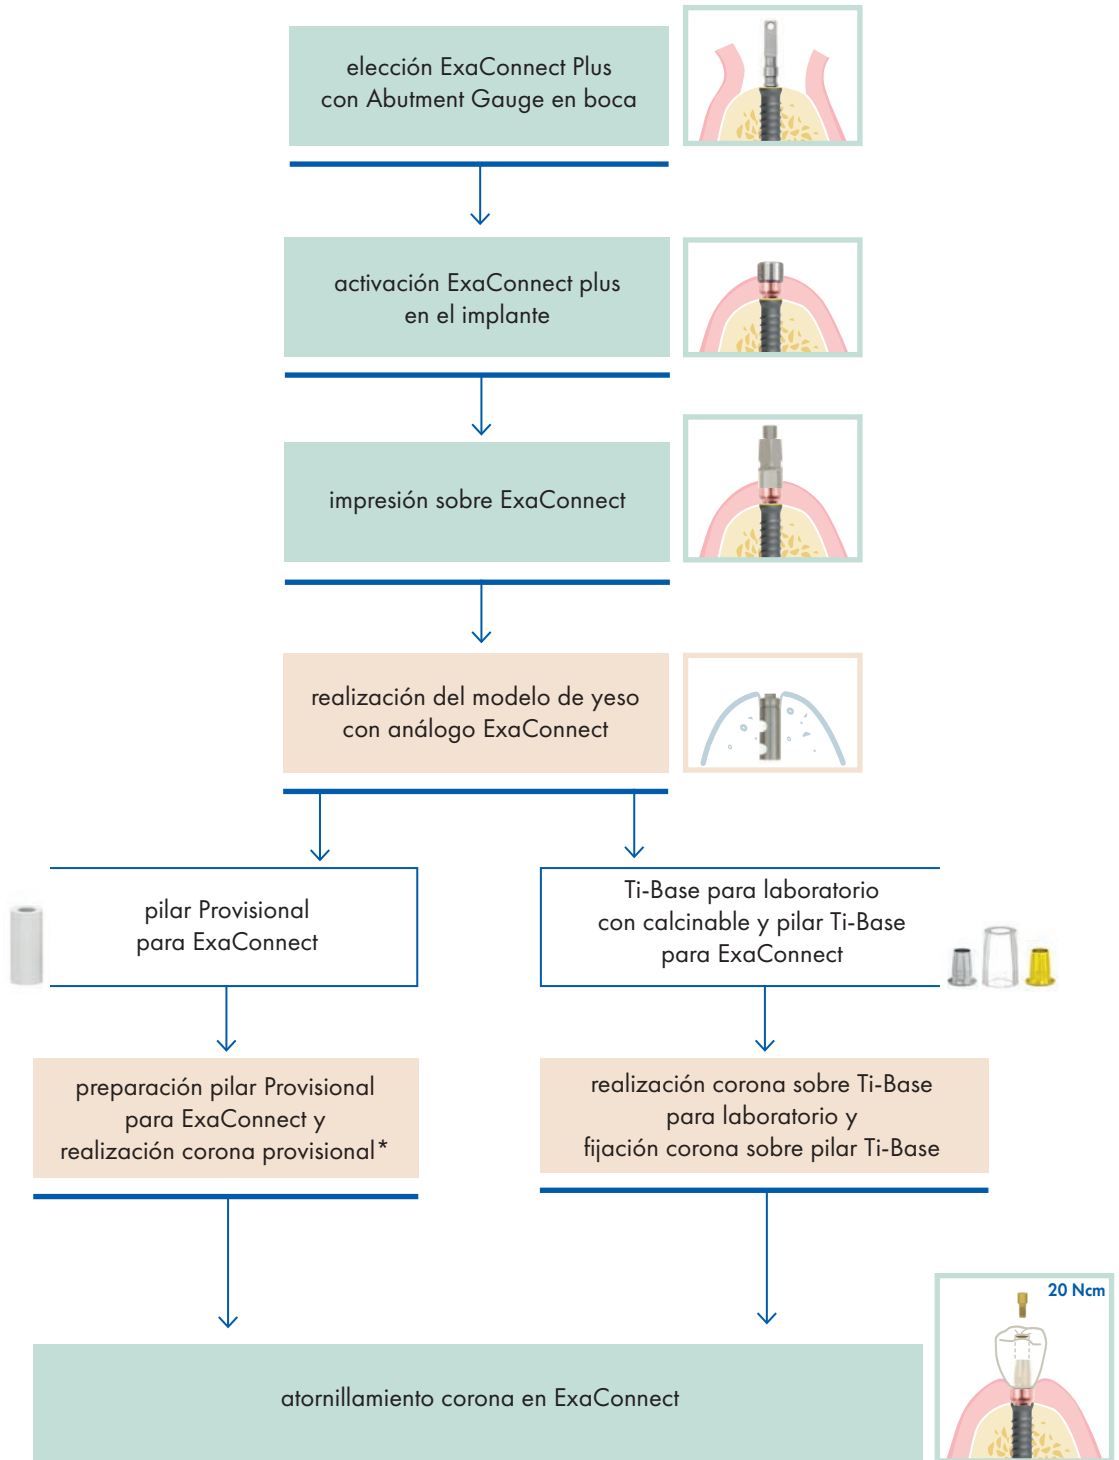 elección ExaConnect Plus
con Abutment Gauge en boca
activación ExaConnect plus
en el implante
impresión sobre ExaConnect
realización del modelo de yeso
con análogo ExaConnect
pilar Provisional
para ExaConnect
Ti-Base para laboratorio
con calcinable y pilar Ti-Base
para ExaConnect
preparación pilar Provisional
para ExaConnect y
realización corona provisional*
realización corona sobre Ti-Base
para laboratorio y
fijación corona sobre pilar Ti-Base
20 Ncm
atornillamiento corona en ExaConnect